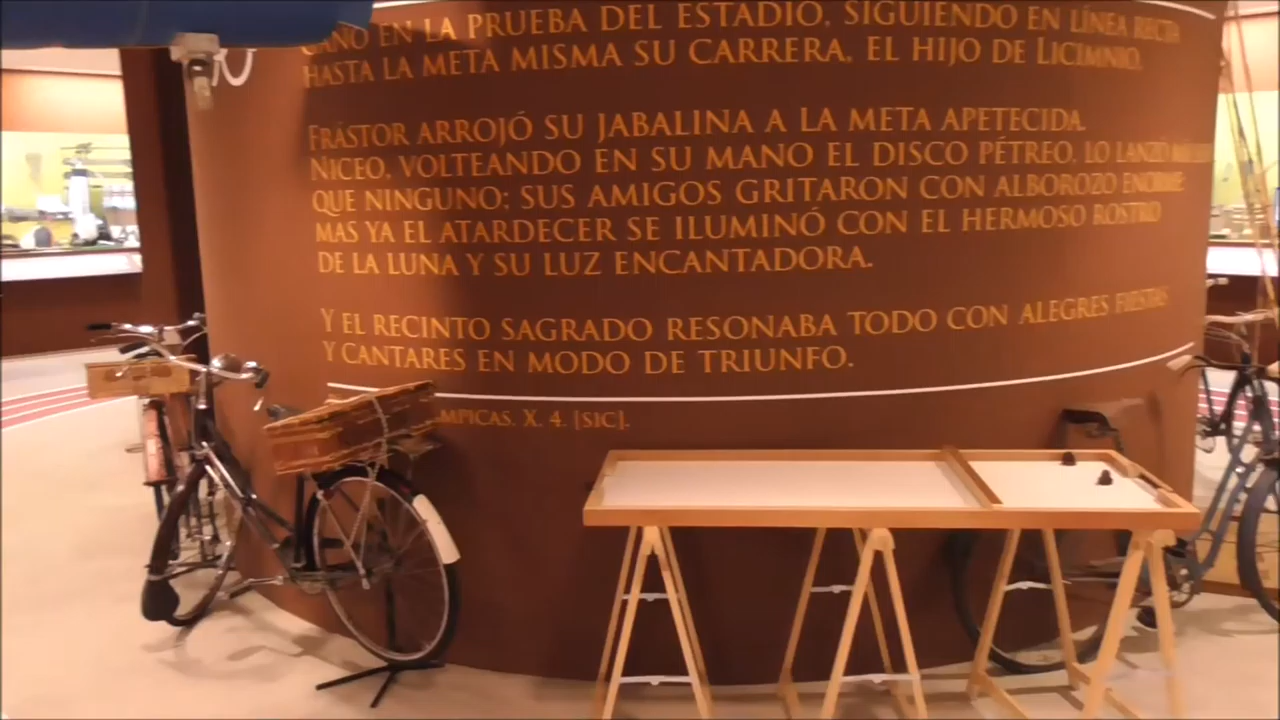 EN LA PRUEBA DEL ESTADIO, SIGUIENDO EN LÍNEA RECTA
HASTA LA META MISMA SU CARRERA, EL HIJO DE LICIMNIO.
FRÁSTOR ARROJÓ SU JABALINA A LA META APETECIDA.
NICEO, VOLTEANDO EN SU MANO EL DISCO PÉTREO, LO LANZÓ
QUE NINGUNO; SUS AMIGOS GRITARON CON ALBOROZO ENORME
MAS YA EL ATARDECER SE ILUMINÓ CON EL HERMOSO ROSTRO
DE LA LUNA Y SU LUZ ENCANTADORA.
Y EL RECINTO SAGRADO RESONABA TODO CON ALEGRES FIESTAS
Y CANTARES EN MODO DE TRIUNFO.
MPICAS. X. 4. [SIC].